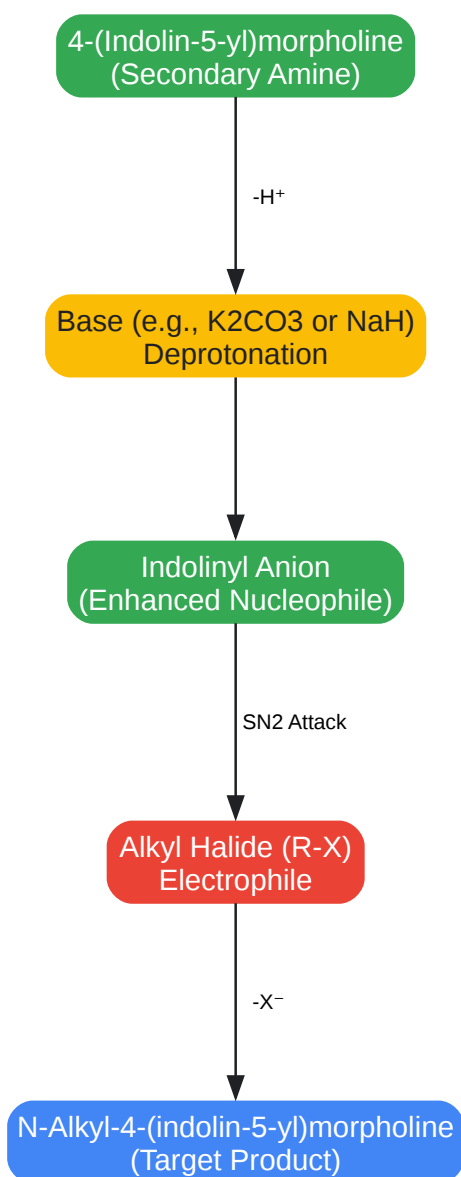 4-(Indolin-5-yl)morpholine
(Secondary Amine)
-H⁺
Base (e.g., K2CO3 or NaH)
Deprotonation
Indolinyl Anion
(Enhanced Nucleophile)
SN2 Attack
Alkyl Halide (R-X)
Electrophile
-X⁻
N-Alkyl-4-(indolin-5-yl)morpholine
(Target Product)